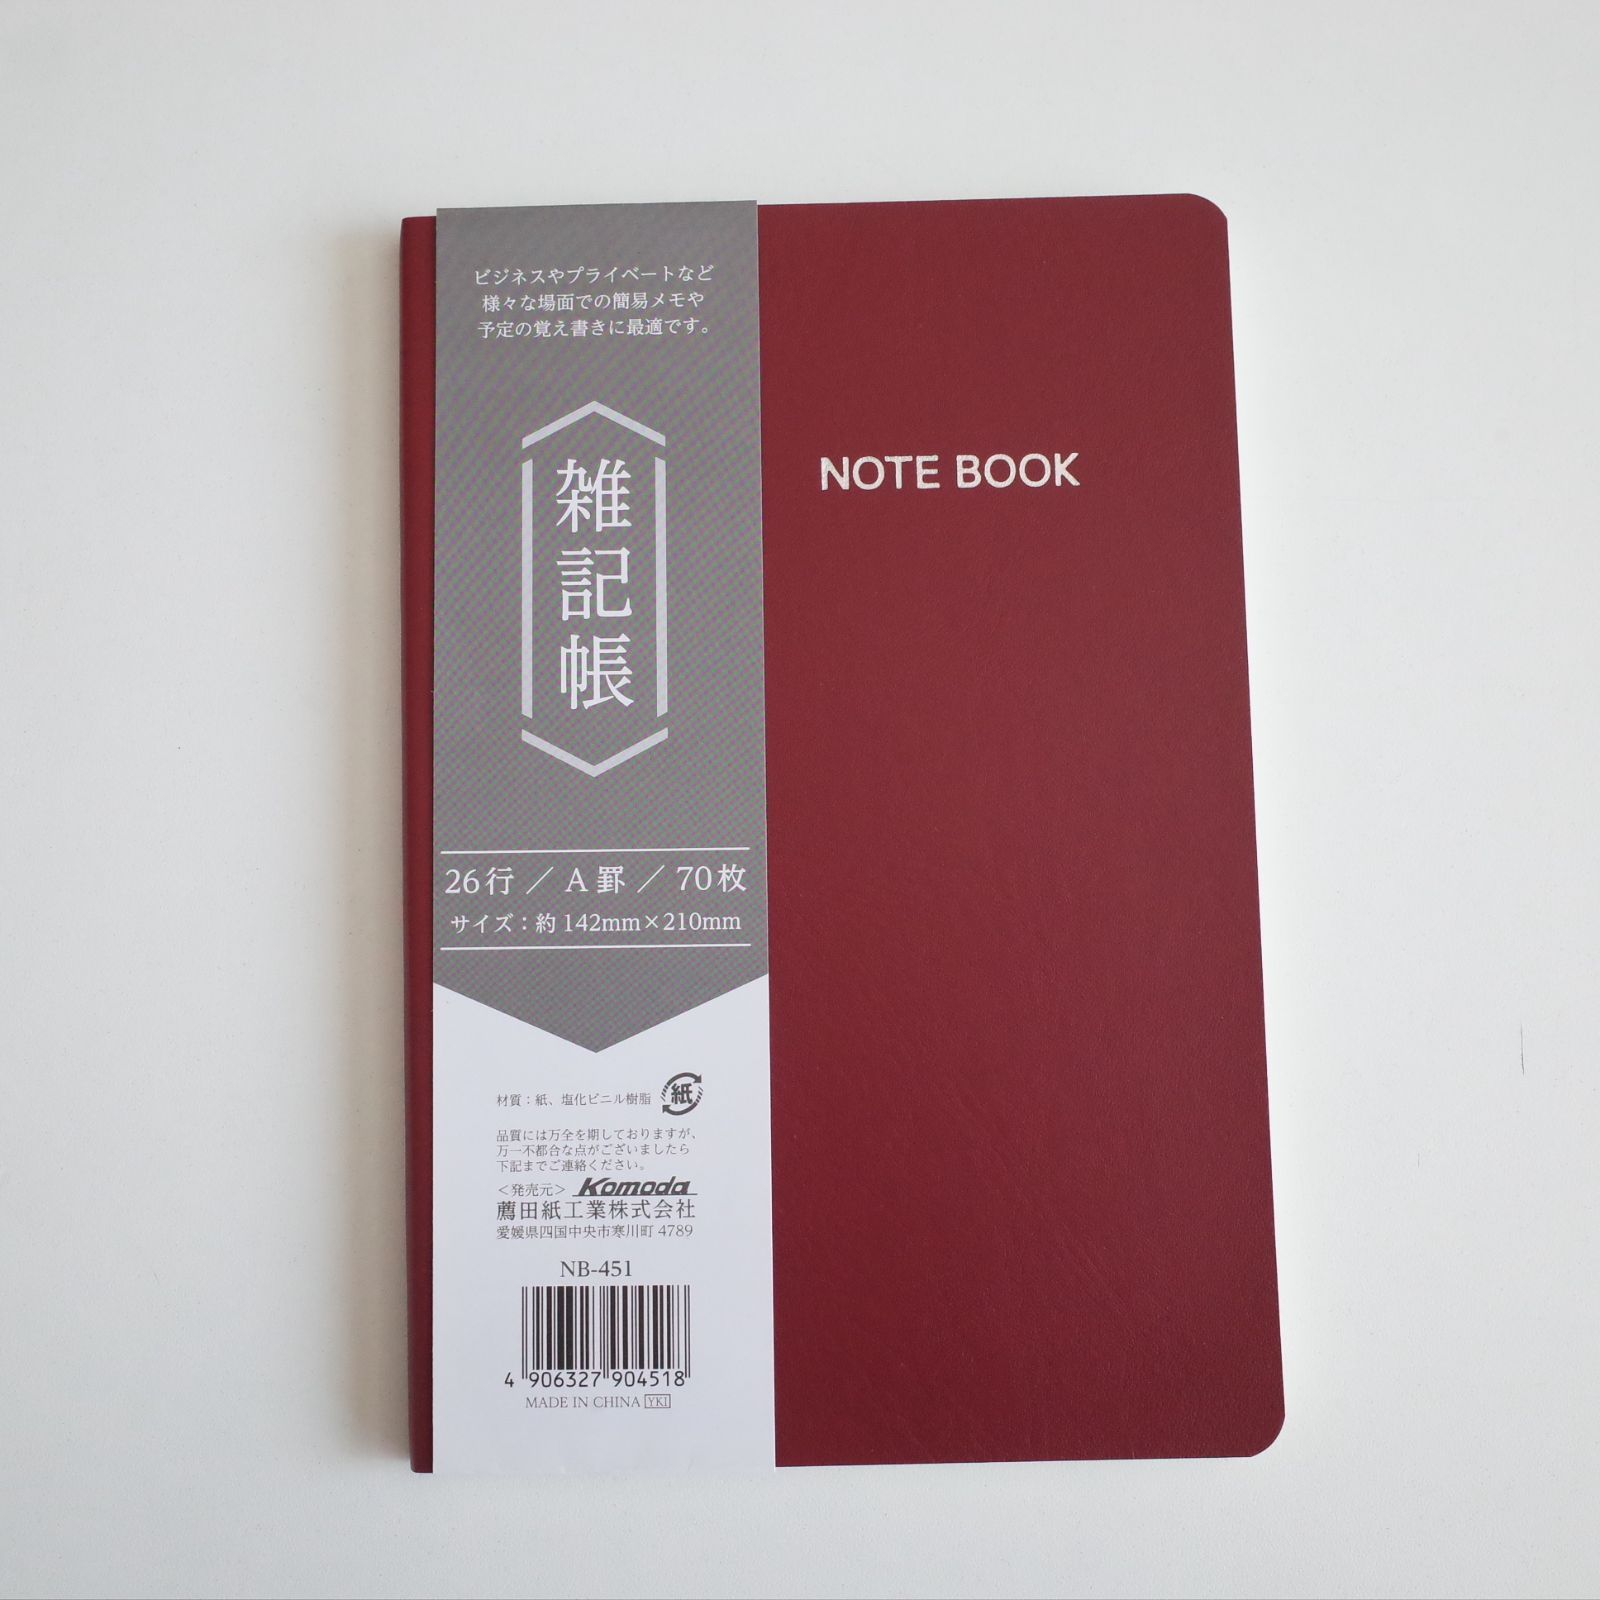 ビジネスやプライベートなど
様々な場面での簡易メモや
予定の覚え書きに最適です。
雑記帳
26行／A罫／70枚
サイズ：約142mm×210mm
材質：紙、塩化ビニル樹脂
紙
品質には万全を期しておりますが、
万一不都合な点がございましたら
下記までご連絡ください。
＜発売元＞ Komoda
薦田紙工業株式会社
愛媛県四国中央市寒川町 4789
NB-451
4 906327 904518
MADE IN CHINA YKI
NOTE BOOK